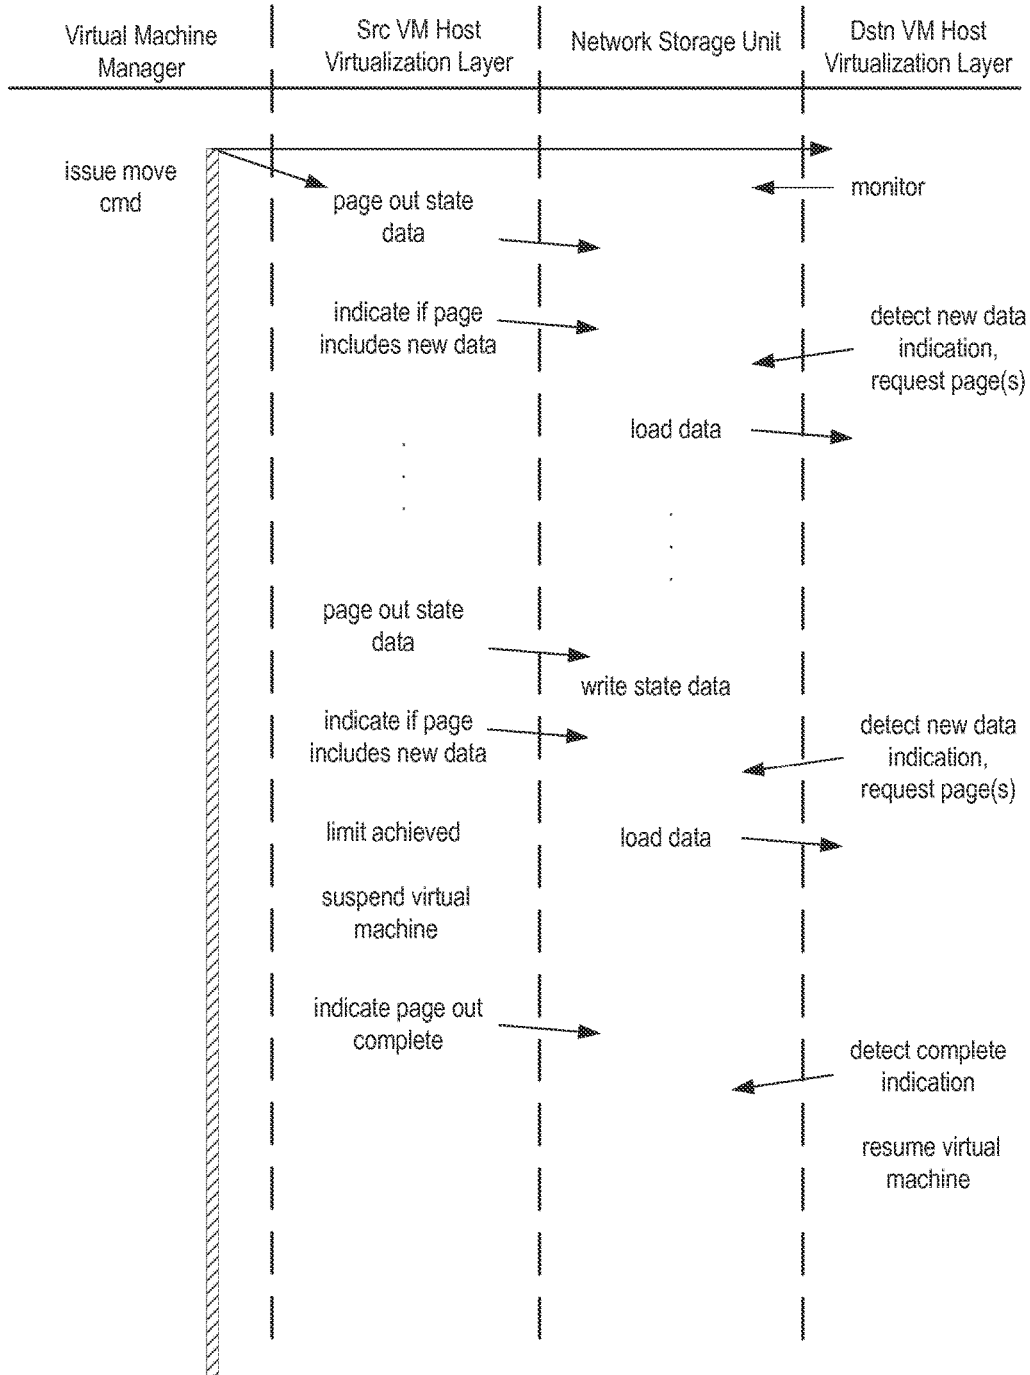 Virtual Machine
Manager
Src VM Host
Virtualization Layer
Network Storage Unit
Dstn VM Host
Virtualization Layer
issue move
cmd
monitor
page out state
data
indicate if page
includes new data
detect new data
indication,
request page(s)
load data
page out state
data
write state data
indicate if page
includes new data
detect new data
indication,
request page(s)
limit achieved
load data
suspend virtual
machine
indicate page out
complete
detect complete
indication
resume virtual
machine